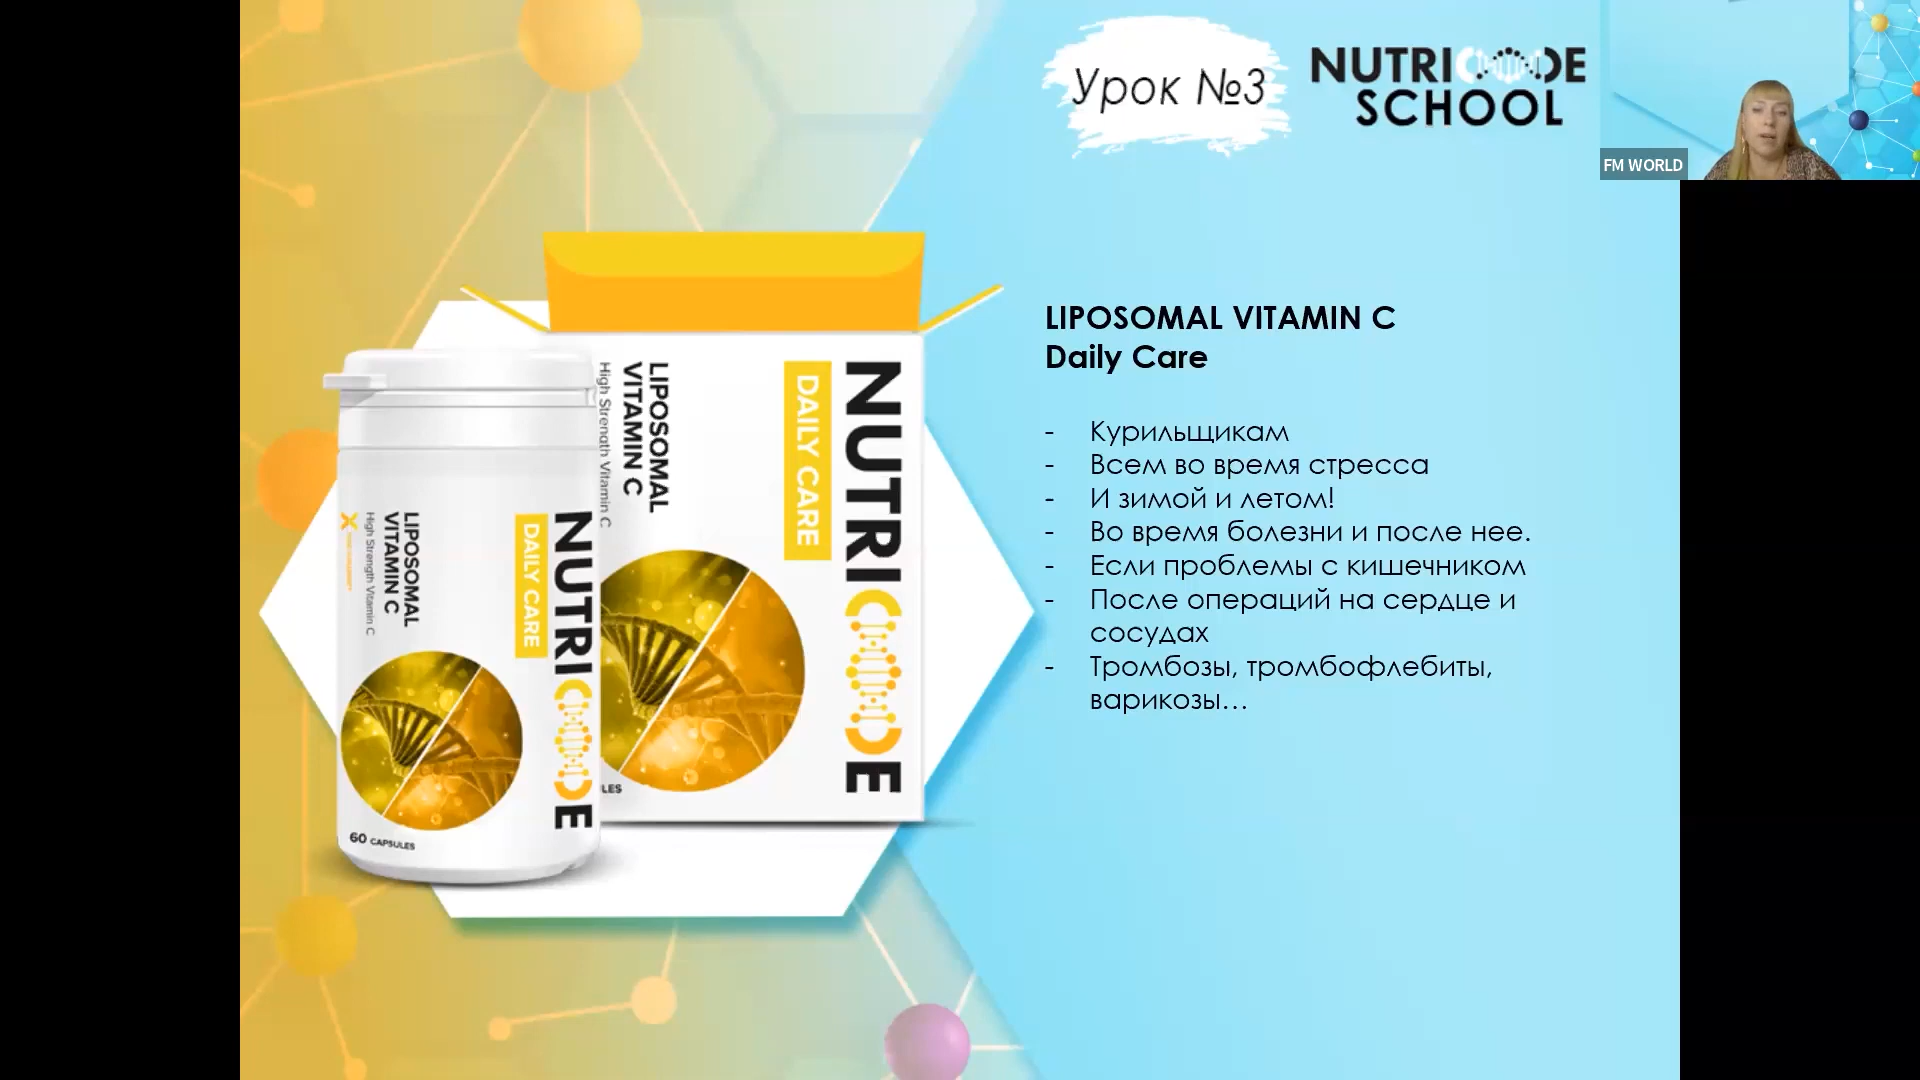 Урок №3
NUTRICODE
SCHOOL
FM WORLD
LIPOSOMAL VITAMIN C
Daily Care
- Курильщикам
- Всем во время стресса
- И зимой и летом!
- Во время болезни и после нее.
- Если проблемы с кишечником
- После операций на сердце и
сосудах
- Тромбозы, тромбофлебиты,
варикозы...
NUTRICODE
DAILY CARE
LIPOSOMAL
VITAMIN C
High Strength Vitamin C
LES
NUTRICODE
DAILY CARE
LIPOSOMAL
VITAMIN C
High Strength Vitamin C
60 CAPSULES